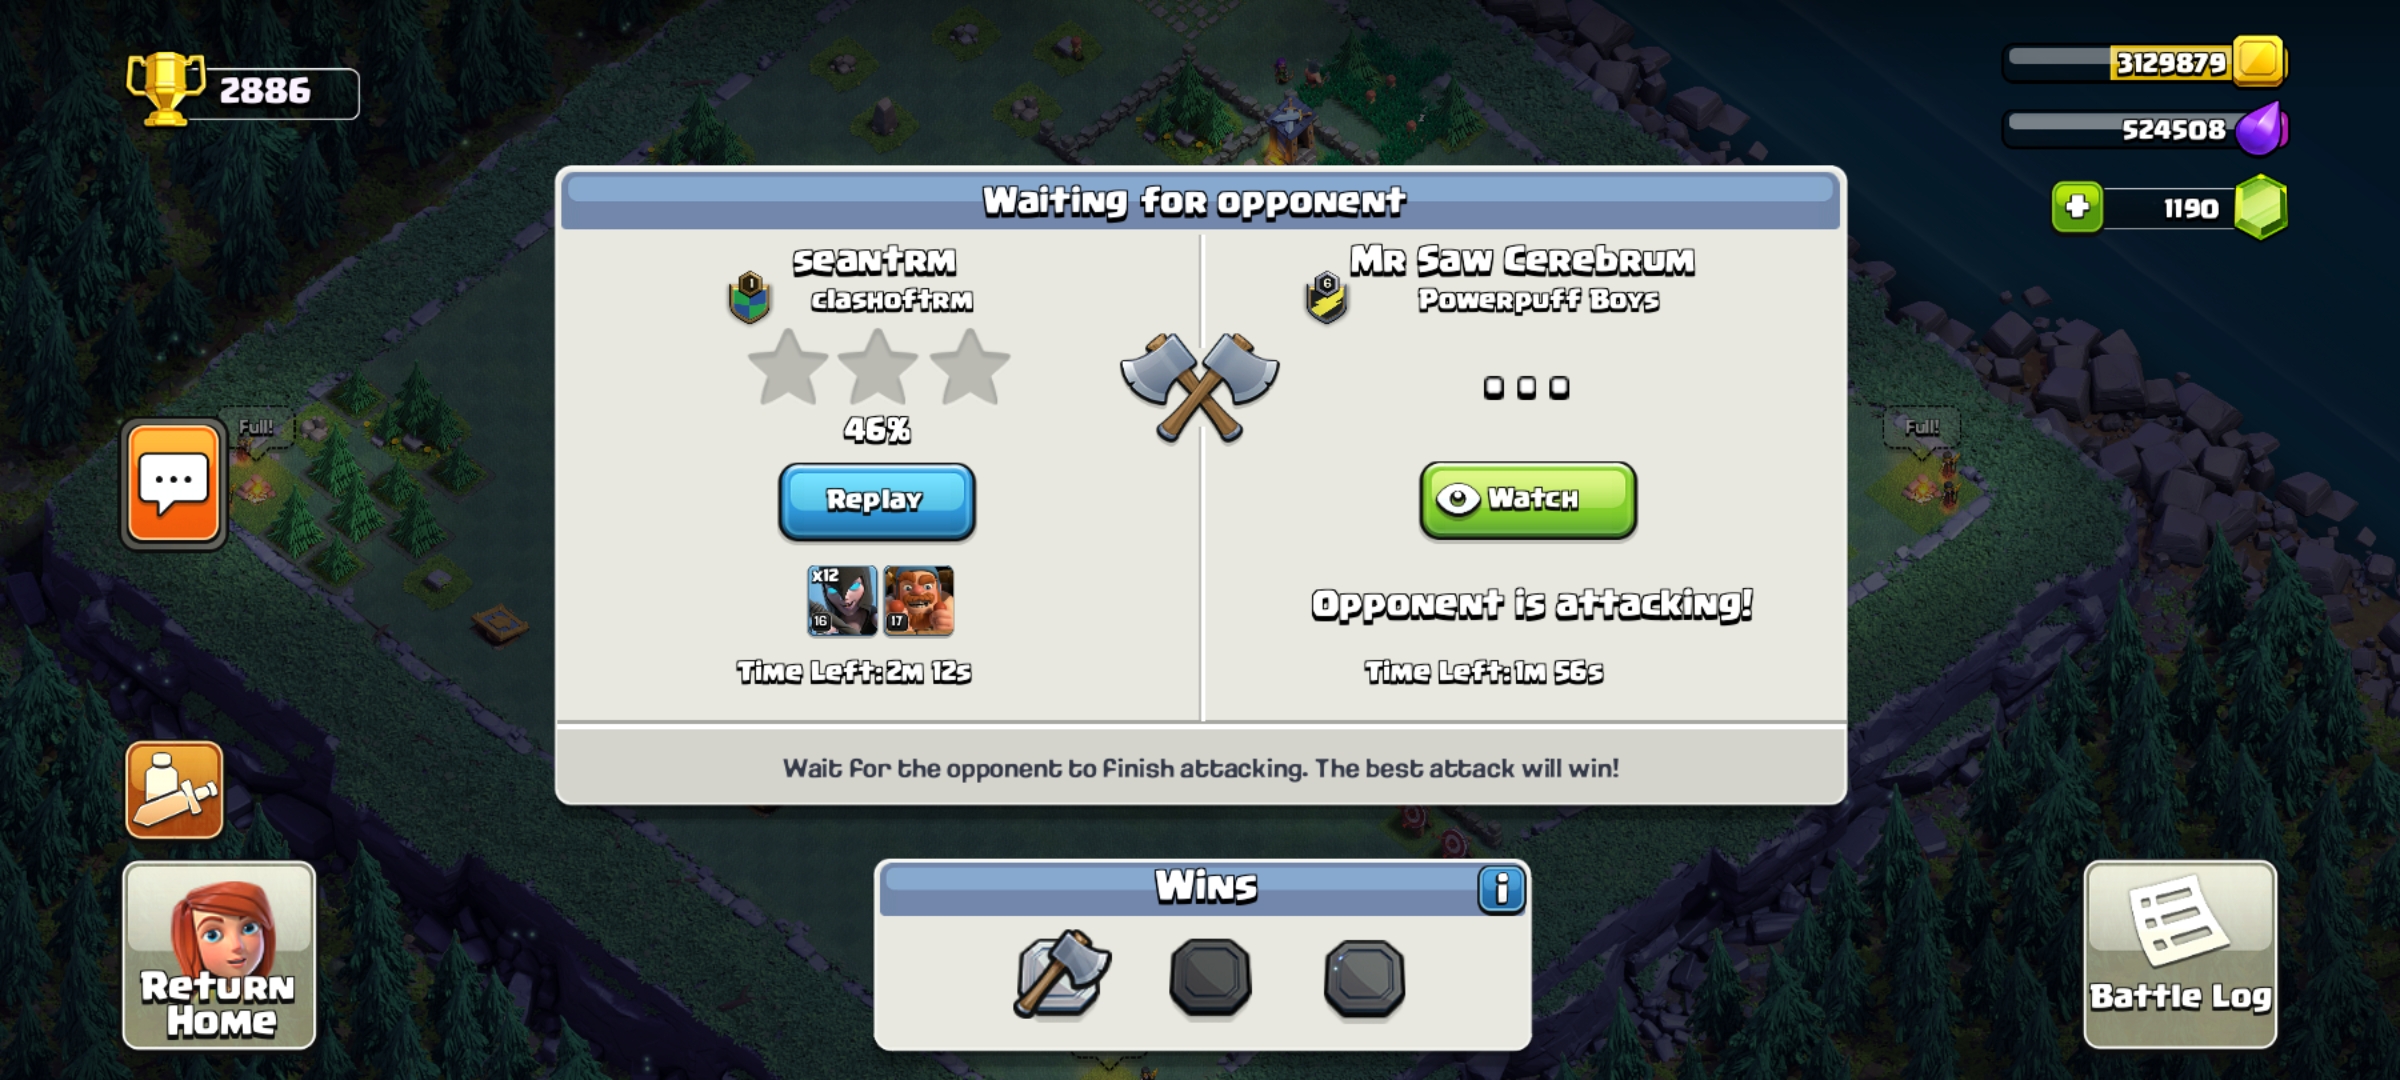 2886
3129879
524508
1190
Waiting for opponent
seantrm
1
clashoftrm
46%
Replay
x12
16
17
Time Left: 2m 12s
Mr Saw Cerebrum
6
Powerpuff Boys
...
Watch
Opponent is attacking!
Time Left: 1m 56s
Wait for the opponent to finish attacking. The best attack will win!
Full!
Full!
Wins
i
Return
Home
Battle Log